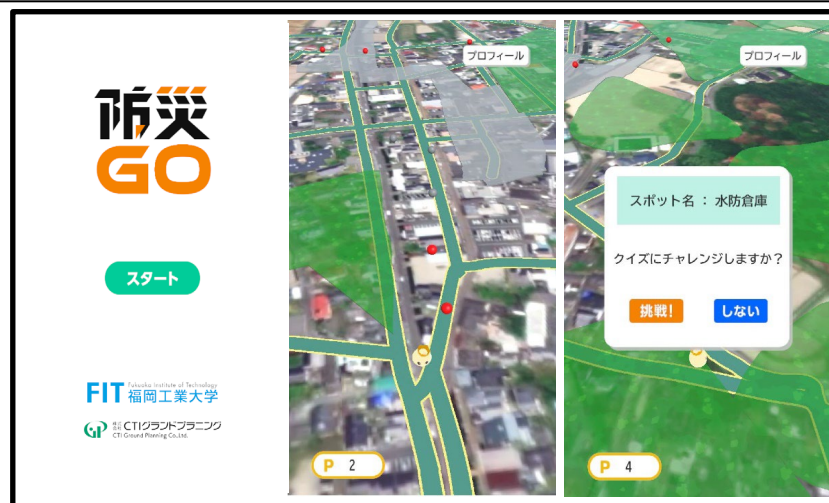 防災
GO
スタート
FIT Fukuoka Institute of Technology
福岡工業大学
株式会社 CTIグランドプラニング
CTI Ground Planning Co.,Ltd.
プロフィール
P 2
プロフィール
スポット名 : 水防倉庫
クイズにチャレンジしますか?
挑戦!
しない
P 4